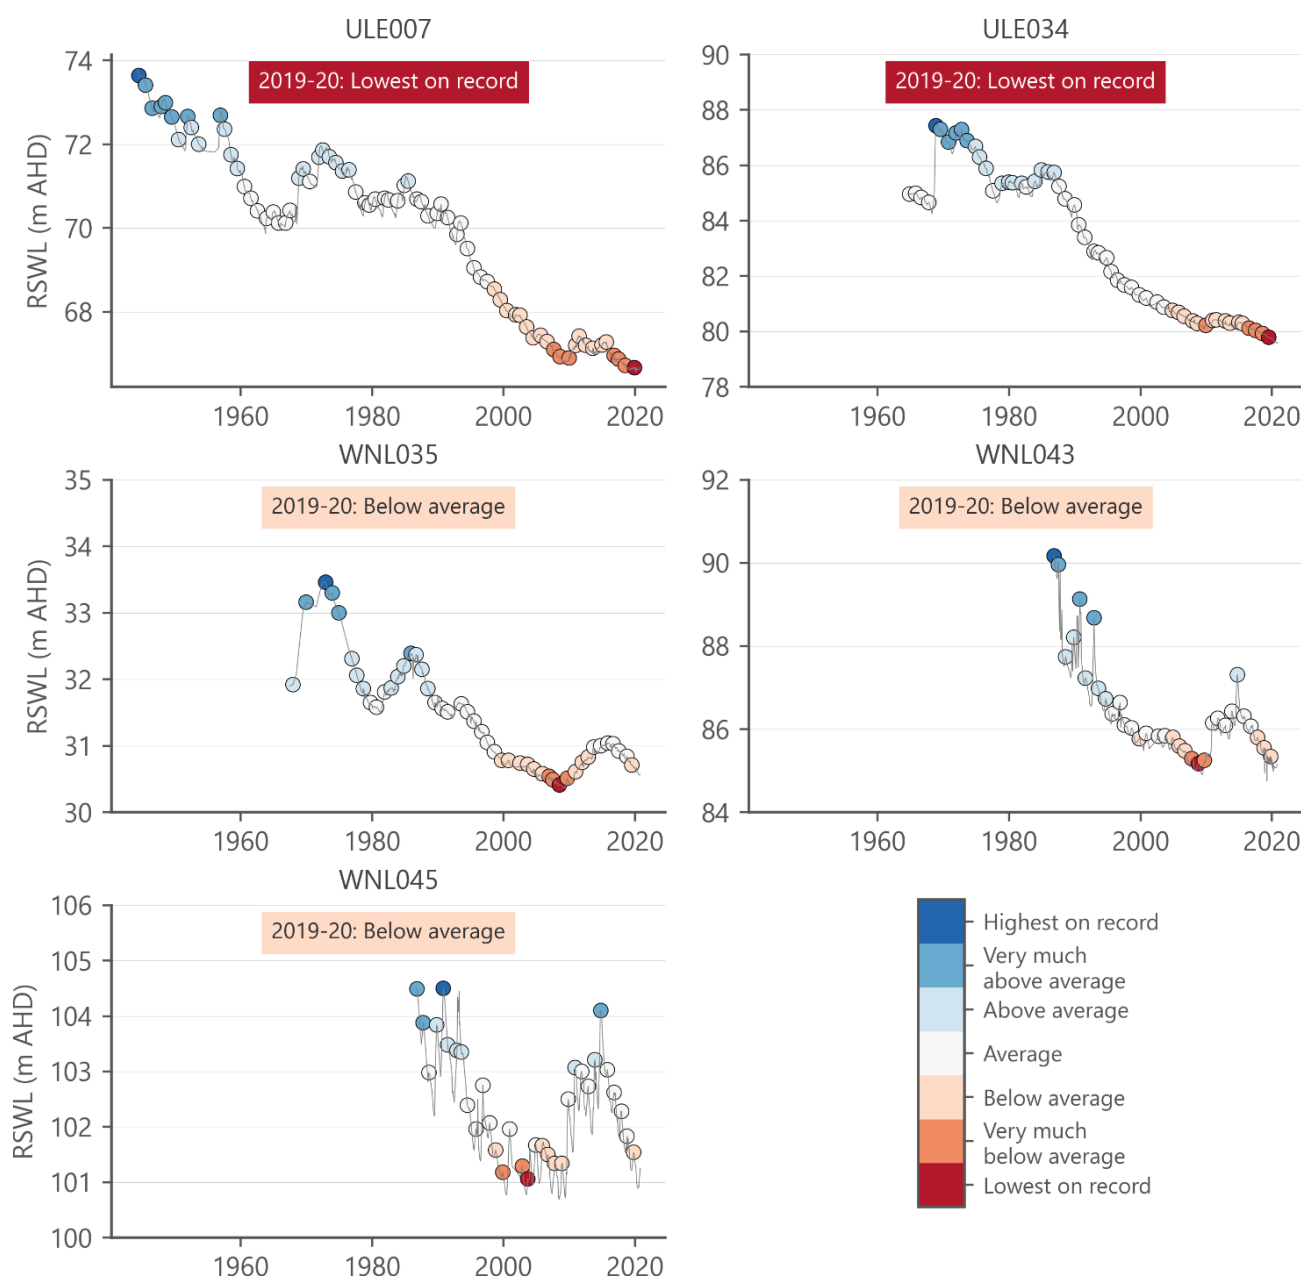 ULE007
2019-20: Lowest on record
RSWL (m AHD)
74
72
70
68
1960
1980
2000
2020
ULE034
2019-20: Lowest on record
90
88
86
84
82
80
78
1960
1980
2000
2020
WNL035
2019-20: Below average
RSWL (m AHD)
35
34
33
32
31
30
1960
1980
2000
2020
WNL043
2019-20: Below average
92
90
88
86
84
1960
1980
2000
2020
WNL045
2019-20: Below average
RSWL (m AHD)
106
105
104
103
102
101
100
1960
1980
2000
2020
Highest on record
Very much
above average
Above average
Average
Below average
Very much
below average
Lowest on record